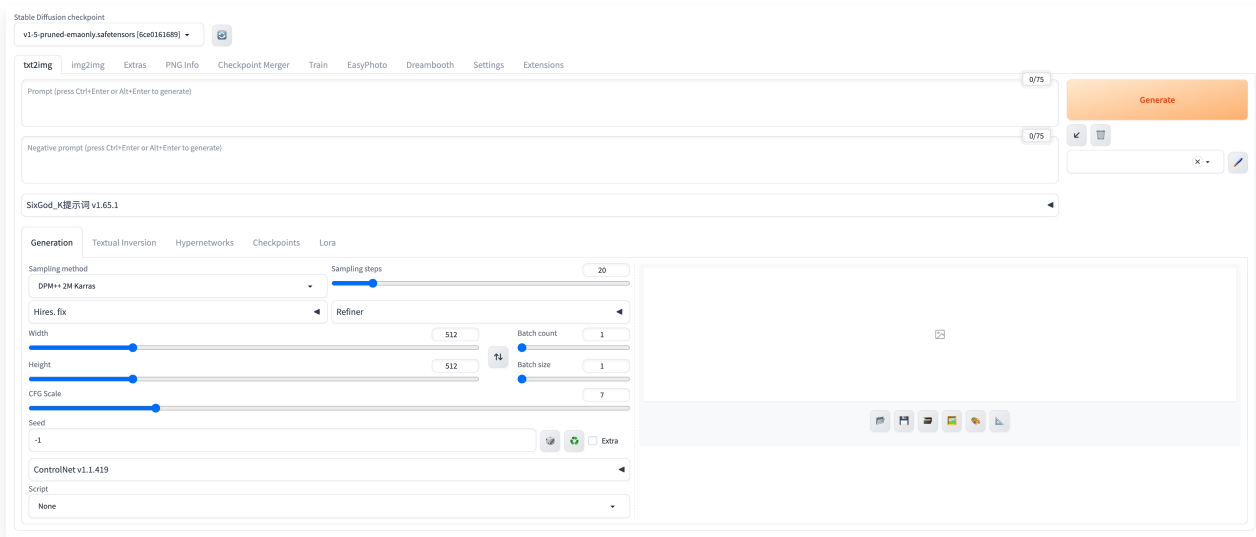 Stable Diffusion checkpoint
v1-5-pruned-emaonly.safetensors [6ce0161689]
txt2img img2img Extras PNG Info Checkpoint Merger Train EasyPhoto Dreambooth Settings Extensions
0/75
Prompt (press Ctrl+Enter or Alt+Enter to generate)
Generate
0/75
Negative prompt (press Ctrl+Enter or Alt+Enter to generate)
SixGod_K提示词 v1.65.1
Generation Textual Inversion Hypernetworks Checkpoints Lora
Sampling method Sampling steps 20
DPM++ 2M Karras
Hires. fix Refiner
Width 512 Batch count 1
Height 512 Batch size 1
CFG Scale 7
Seed
-1 Extra
ControlNet v1.1.419
Script
None